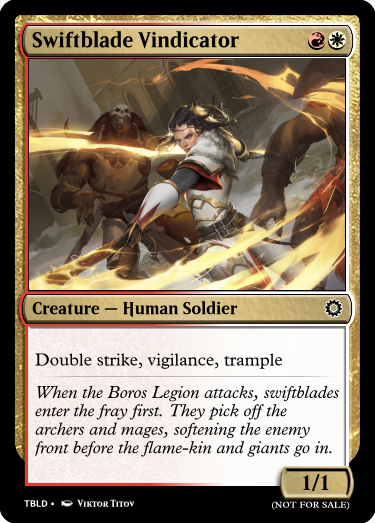 Swiftblade Vindicator
Creature — Human Soldier
Double strike, vigilance, trample
When the Boros Legion attacks, swiftblades
enter the fray first. They pick off the
archers and mages, softening the enemy
front before the flame-kin and giants go in.
1/1
TBLD • Viktor Titov
(NOT FOR SALE)